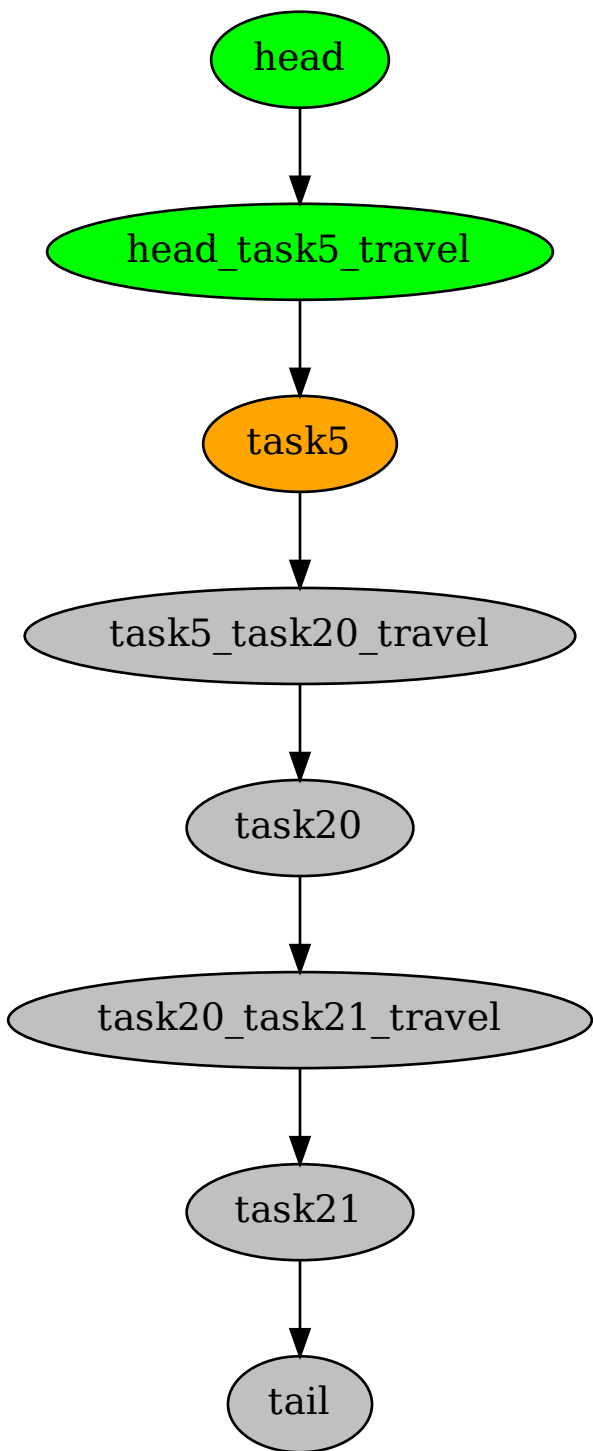 head
head_task5_travel
task5
task5_task20_travel
task20
task20_task21_travel
task21
tail